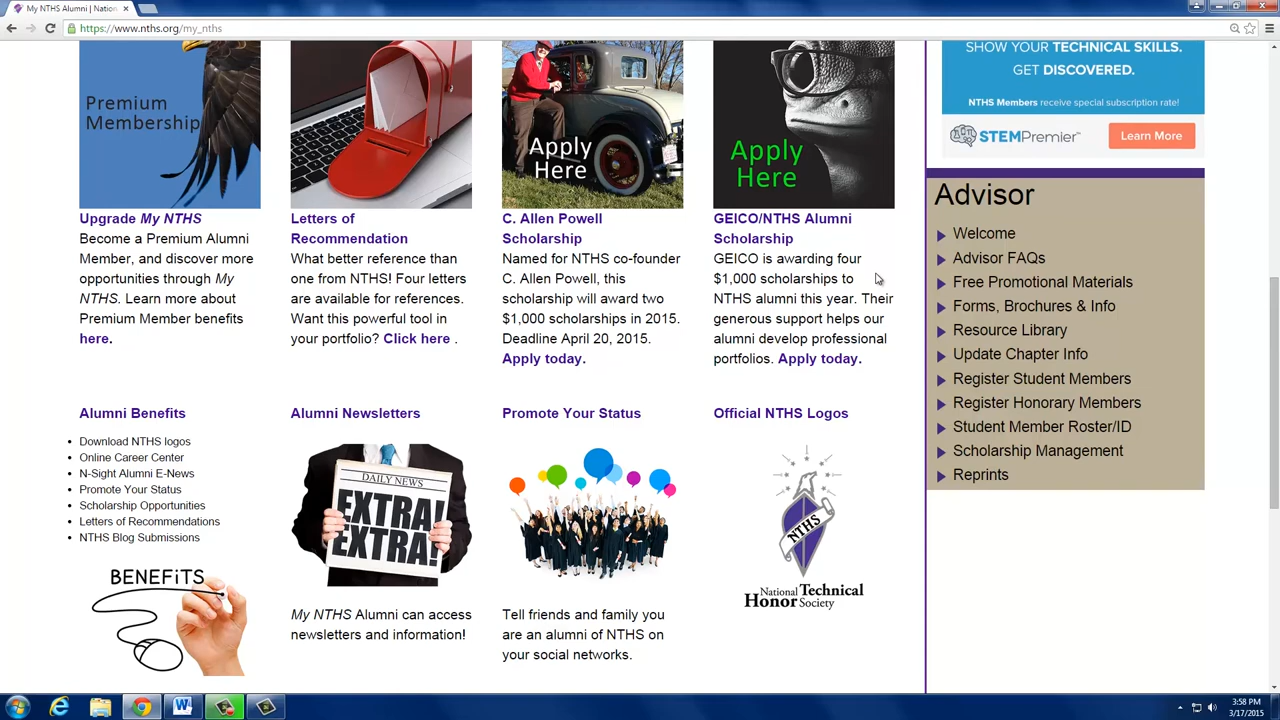 My NTHS Alumni | Nation
https://www.nths.org/my_nths
Premium
Membership
Apply
Here
Apply
Here
Upgrade My NTHS
Become a Premium Alumni
Member, and discover more
opportunities through My
NTHS. Learn more about
Premium Member benefits
here.
Letters of
Recommendation
What better reference than
one from NTHS! Four letters
are available for references.
Want this powerful tool in
your portfolio? Click here .
C. Allen Powell
Scholarship
Named for NTHS co-founder
C. Allen Powell, this
scholarship will award two
$1,000 scholarships in 2015.
Deadline April 20, 2015.
Apply today.
GEICO/NTHS Alumni
Scholarship
GEICO is awarding four
$1,000 scholarships to
NTHS alumni this year. Their
generous support helps our
alumni develop professional
portfolios. Apply today.
Alumni Benefits
Download NTHS logos
Online Career Center
N-Sight Alumni E-News
Promote Your Status
Scholarship Opportunities
Letters of Recommendations
NTHS Blog Submissions
BENEFiTS
Alumni Newsletters
DAILY NEWS
EXTRA!
EXTRA!
My NTHS Alumni can access
newsletters and information!
Promote Your Status
Tell friends and family you
are an alumni of NTHS on
your social networks.
Official NTHS Logos
NTHS
National Technical
Honor Society
SHOW YOUR TECHNICAL SKILLS.
GET DISCOVERED.
NTHS Members receive special subscription rate!
STEMPremier™
Learn More
Advisor
Welcome
Advisor FAQs
Free Promotional Materials
Forms, Brochures & Info
Resource Library
Update Chapter Info
Register Student Members
Register Honorary Members
Student Member Roster/ID
Scholarship Management
Reprints
3:58 PM
3/17/2015